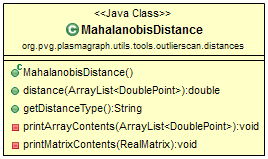 <<Java Class>>
C MahalanobisDistance
org.pvg.plasmagraph.utils.tools.outlierscan.distances
C MahalanobisDistance()
distance(ArrayList<DoublePoint>):double
getDistanceType():String
printArrayContents(ArrayList<DoublePoint>):void
printMatrixContents(RealMatrix):void